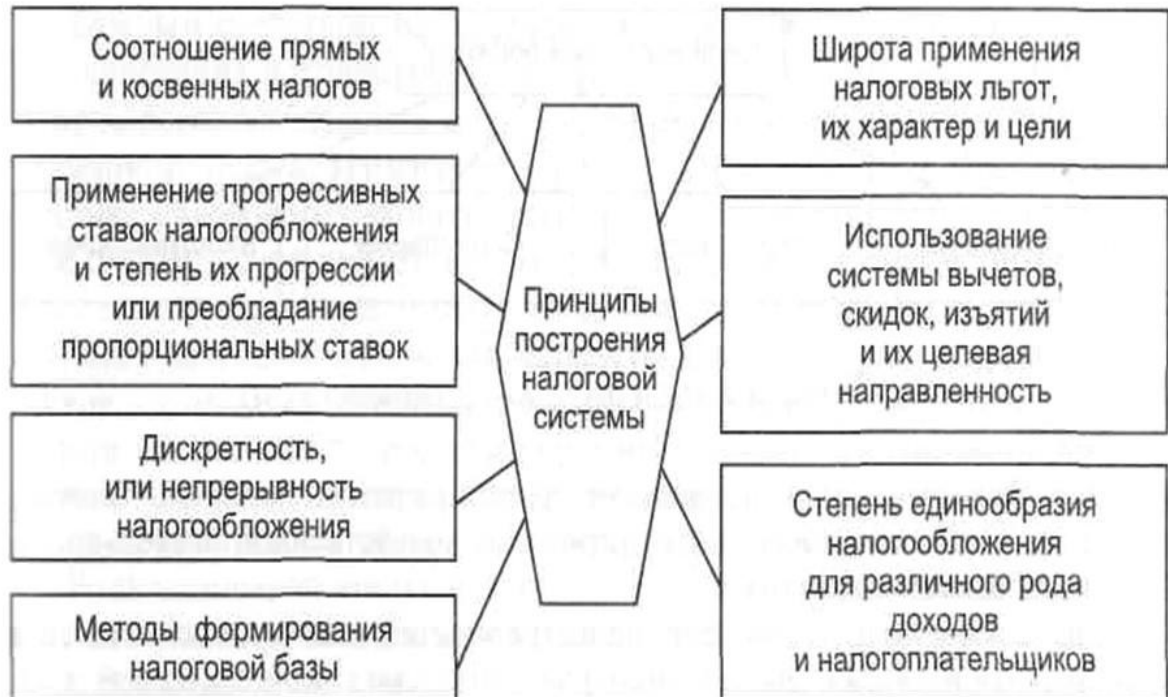 Соотношение прямых
и косвенных налогов
Применение прогрессивных
ставок налогообложения
и степень их прогрессии
или преобладание
пропорциональных ставок
Дискретность,
или непрерывность
налогообложения
Методы формирования
налоговой базы
Принципы
построения
налоговой
системы
Широта применения
налоговых льгот,
их характер и цели
Использование
системы вычетов,
скидок, изъятий
и их целевая
направленность
Степень единообразия
налогообложения
для различного рода
доходов
и налогоплательщиков